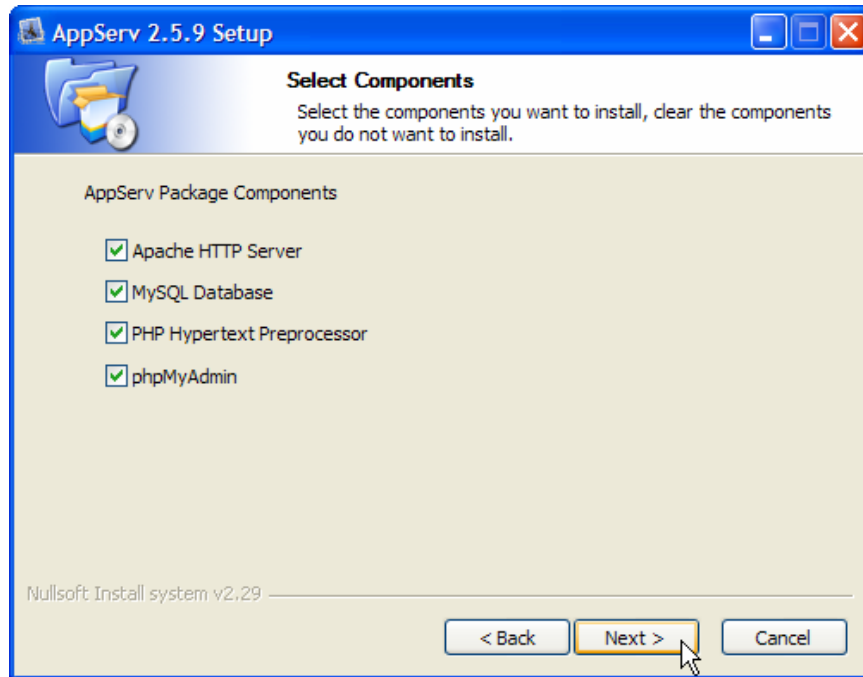 AppServ 2.5.9 Setup
Select Components
Select the components you want to install, clear the components
you do not want to install.
AppServ Package Components
Apache HTTP Server
MySQL Database
PHP Hypertext Preprocessor
phpMyAdmin
Nullsoft Install system v2.29
< Back Next > Cancel